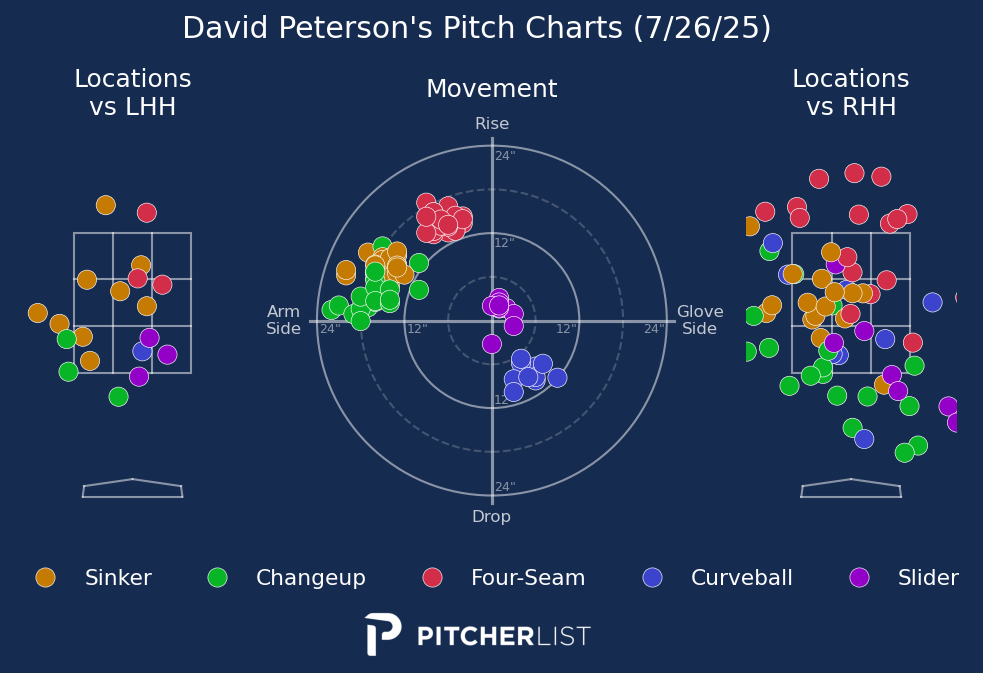 David Peterson's Pitch Charts (7/26/25)
Locations
vs LHH
Movement
Locations
vs RHH
Rise
24"
12"
Arm
Side
24"
12"
12"
24"
Glove
Side
12"
24"
Drop
Sinker
Changeup
Four-Seam
Curveball
Slider
PITCHERLIST